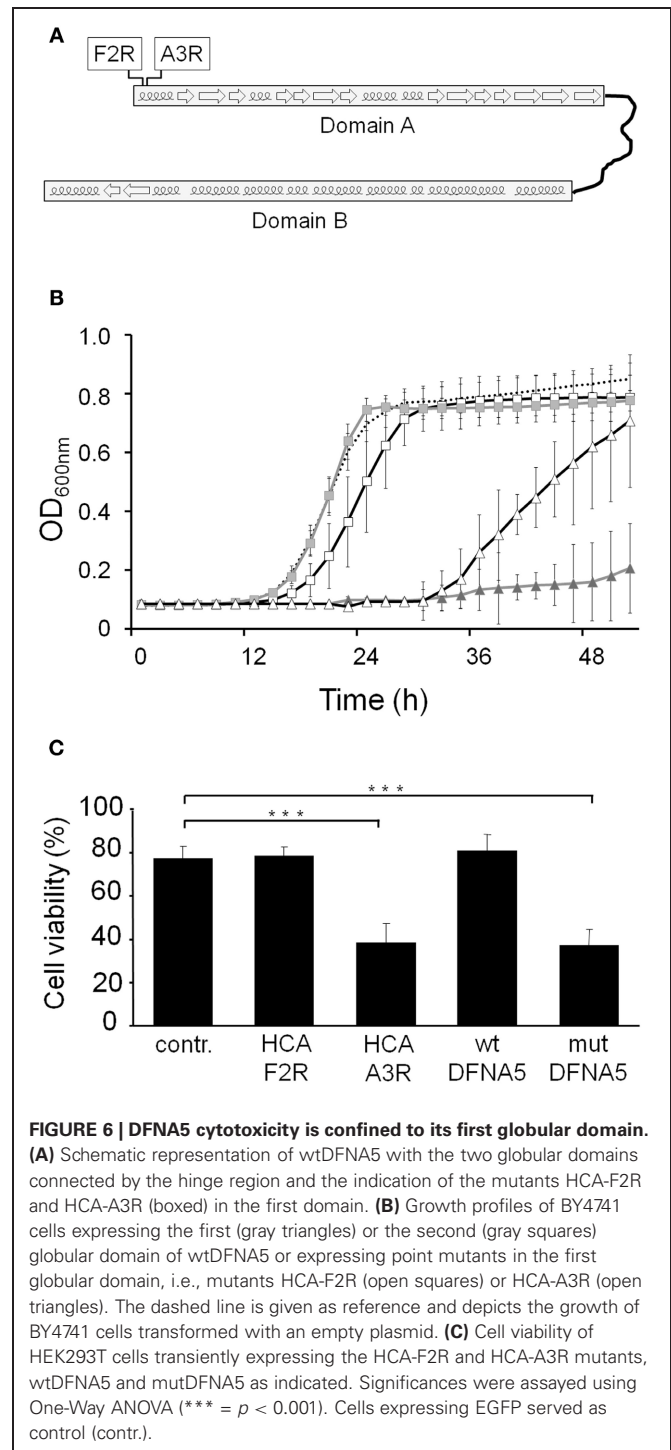 A
F2R A3R
Domain A
Domain B
B
1.0
0.8
0.6
0.4
0.2
0
OD600nm
0 12 24 36 48
Time (h)
C
* * *
* * *
100
80
60
40
20
0
Cell viability (%)
contr. HCA F2R HCA A3R wt DFNA5 mut DFNA5
FIGURE 6 | DFNA5 cytotoxicity is confined to its first globular domain.
(A) Schematic representation of wtDFNA5 with the two globular domains
connected by the hinge region and the indication of the mutants HCA-F2R
and HCA-A3R (boxed) in the first domain. (B) Growth profiles of BY4741
cells expressing the first (gray triangles) or the second (gray squares)
globular domain of wtDFNA5 or expressing point mutants in the first
globular domain, i.e., mutants HCA-F2R (open squares) or HCA-A3R (open
triangles). The dashed line is given as reference and depicts the growth of
BY4741 cells transformed with an empty plasmid. (C) Cell viability of
HEK293T cells transiently expressing the HCA-F2R and HCA-A3R mutants,
wtDFNA5 and mutDFNA5 as indicated. Significances were assayed using
One-Way ANOVA (*** = p < 0.001). Cells expressing EGFP served as
control (contr.).